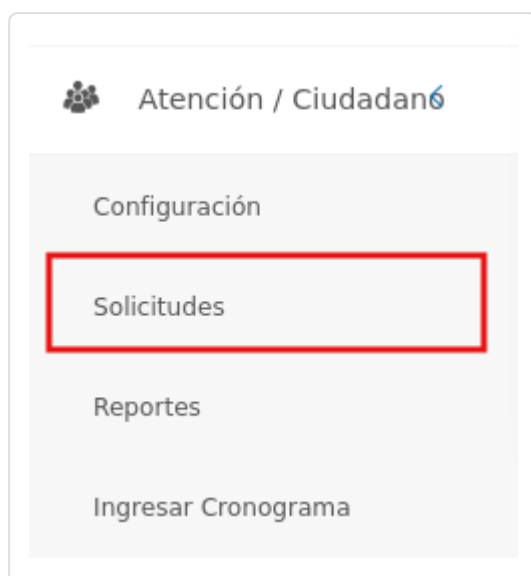 Atención / Ciudadano
Configuración
Solicitudes
Reportes
Ingresar Cronograma